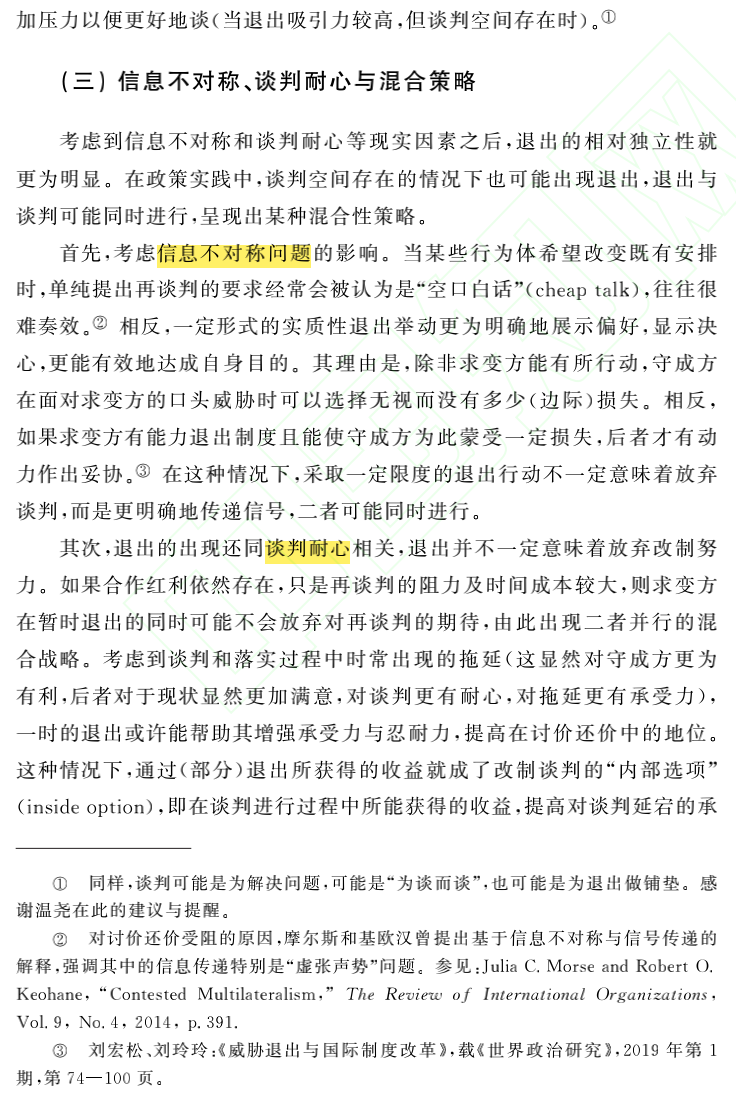 加压力以便更好地谈(当退出吸引力较高,但谈判空间存在时)。①
(三) 信息不对称、谈判耐心与混合策略
考虑到信息不对称和谈判耐心等现实因素之后,退出的相对独立性就
更为明显。在政策实践中,谈判空间存在的情况下也可能出现退出,退出与
谈判可能同时进行,呈现出某种混合性策略。
首先,考虑信息不对称问题的影响。当某些行为体希望改变既有安排
时,单纯提出再谈判的要求经常会被认为是“空口白话”(cheap talk),往往很
难奏效。② 相反,一定形式的实质性退出举动更为明确地展示偏好,显示决
心,更能有效地达成自身目的。其理由是,除非求变方能有所行动,守成方
在面对求变方的口头威胁时可以选择无视而没有多少(边际)损失。相反,
如果求变方有能力退出制度且能使守成方为此蒙受一定损失,后者才有动
力作出妥协。③ 在这种情况下,采取一定限度的退出行动不一定意味着放弃
谈判,而是更明确地传递信号,二者可能同时进行。
其次,退出的出现还同谈判耐心相关,退出并不一定意味着放弃改制努
力。如果合作红利依然存在,只是再谈判的阻力及时间成本较大,则求变方
在暂时退出的同时可能不会放弃对再谈判的期待,由此出现二者并行的混
合战略。考虑到谈判和落实过程中时常出现的拖延(这显然对守成方更为
有利,后者对于现状显然更加满意,对谈判更有耐心,对拖延更有承受力),
一时的退出或许能帮助其增强承受力与忍耐力,提高在讨价还价中的地位。
这种情况下,通过(部分)退出所获得的收益就成了改制谈判的“内部选项”
(inside option),即在谈判进行过程中所能获得的收益,提高对谈判延宕的承
① 同样,谈判可能是为解决问题,可能是“为谈而谈”,也可能是为退出做铺垫。感
谢温尧在此的建议与提醒。
② 对讨价还价受阻的原因,摩尔斯和基欧汉曾提出基于信息不对称与信号传递的
解释,强调其中的信息传递特别是“虚张声势”问题。参见:Julia C. Morse and Robert O.
Keohane, “Contested Multilateralism,” The Review of International Organizations,
Vol. 9, No. 4, 2014, p. 391.
③ 刘宏松、刘玲玲:《威胁退出与国际制度改革》,载《世界政治研究》,2019 年第 1
期,第 74—100 页。